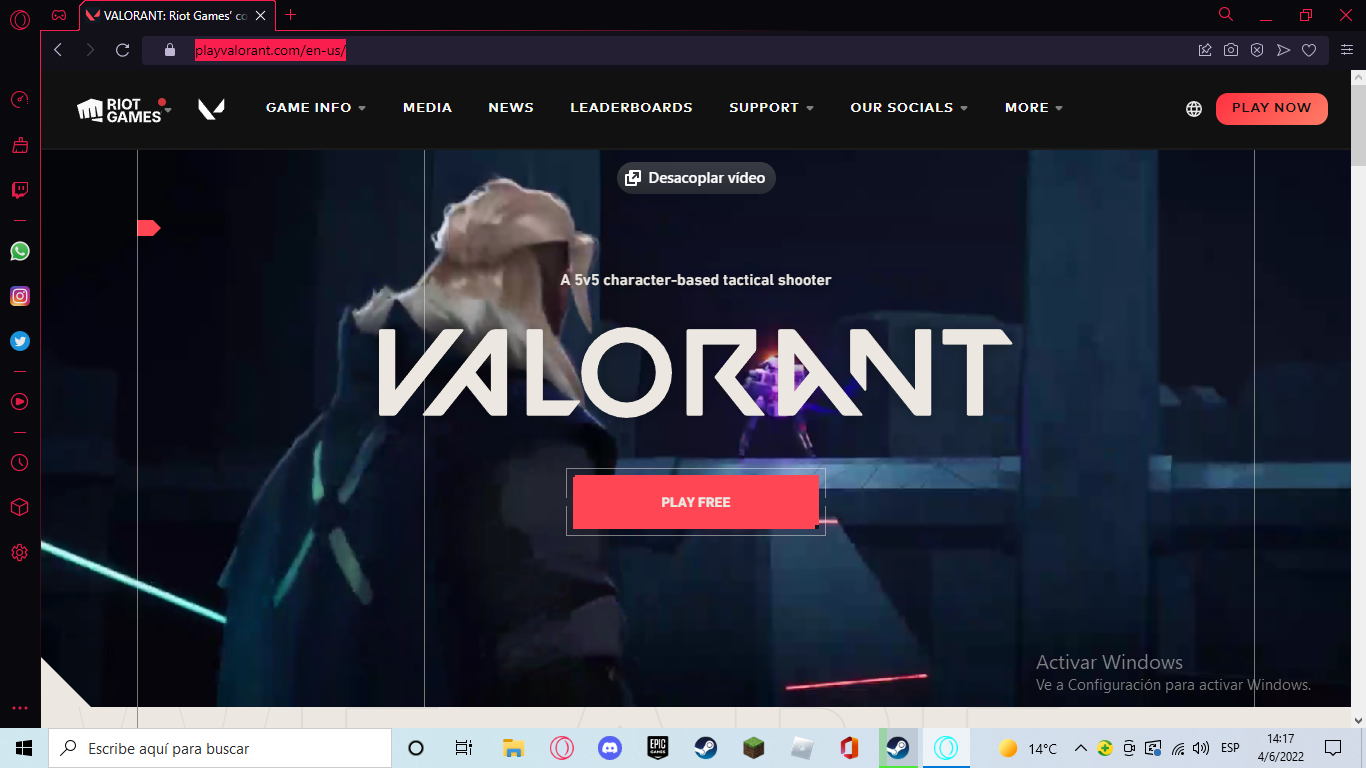 VALORANT: Riot Games' co
playvalorant.com/en-us/
RIOT GAMES
GAME INFO
MEDIA
NEWS
LEADERBOARDS
SUPPORT
OUR SOCIALS
MORE
PLAY NOW
Desacoplar vídeo
A 5v5 character-based tactical shooter
VALORANT
PLAY FREE
Activar Windows
Ve a Configuración para activar Windows.
Escribe aquí para buscar
EPIC GAMES
14°C
ESP
14:17
4/6/2022